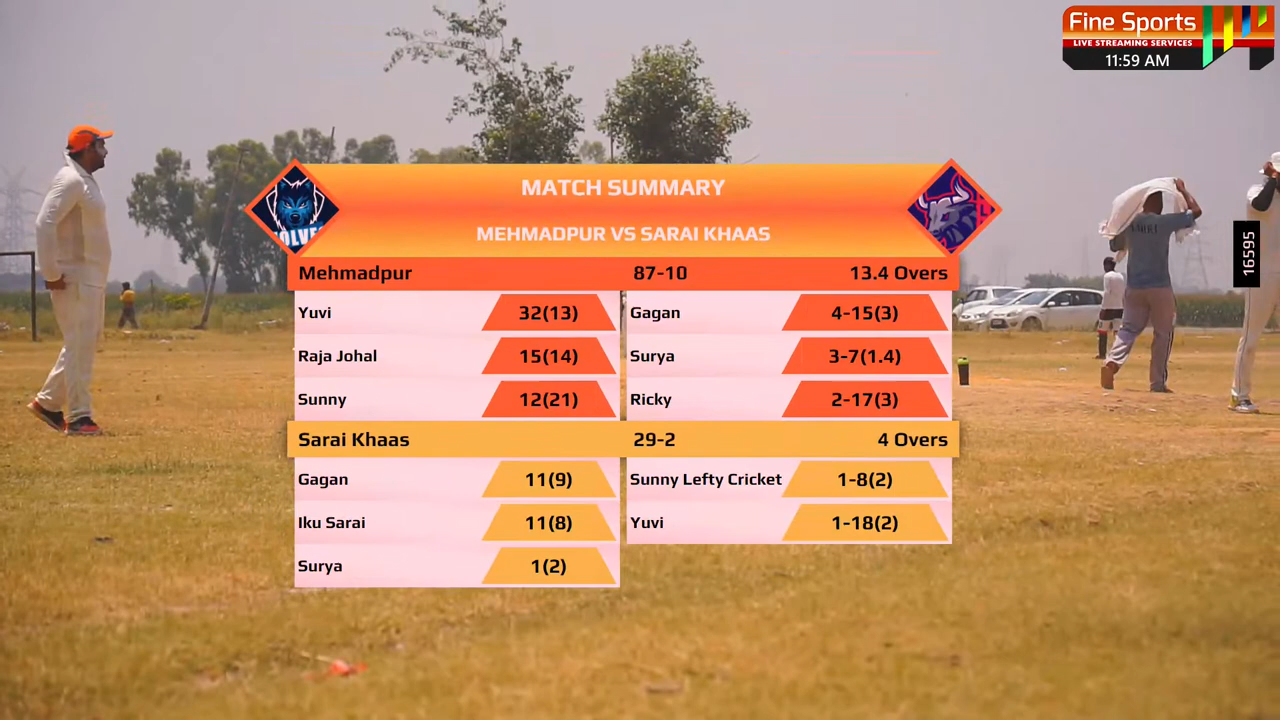 Fine Sports
LIVE STREAMING SERVICES
11:59 AM
MATCH SUMMARY
MEHMADPUR VS SARAI KHAAS
Mehmadpur 87-10 13.4 Overs
Yuvi 32(13) Gagan 4-15(3)
Raja Johal 15(14) Surya 3-7(1.4)
Sunny 12(21) Ricky 2-17(3)
Sarai Khaas 29-2 4 Overs
Gagan 11(9) Sunny Lefty Cricket 1-8(2)
Iku Sarai 11(8) Yuvi 1-18(2)
Surya 1(2)
16595